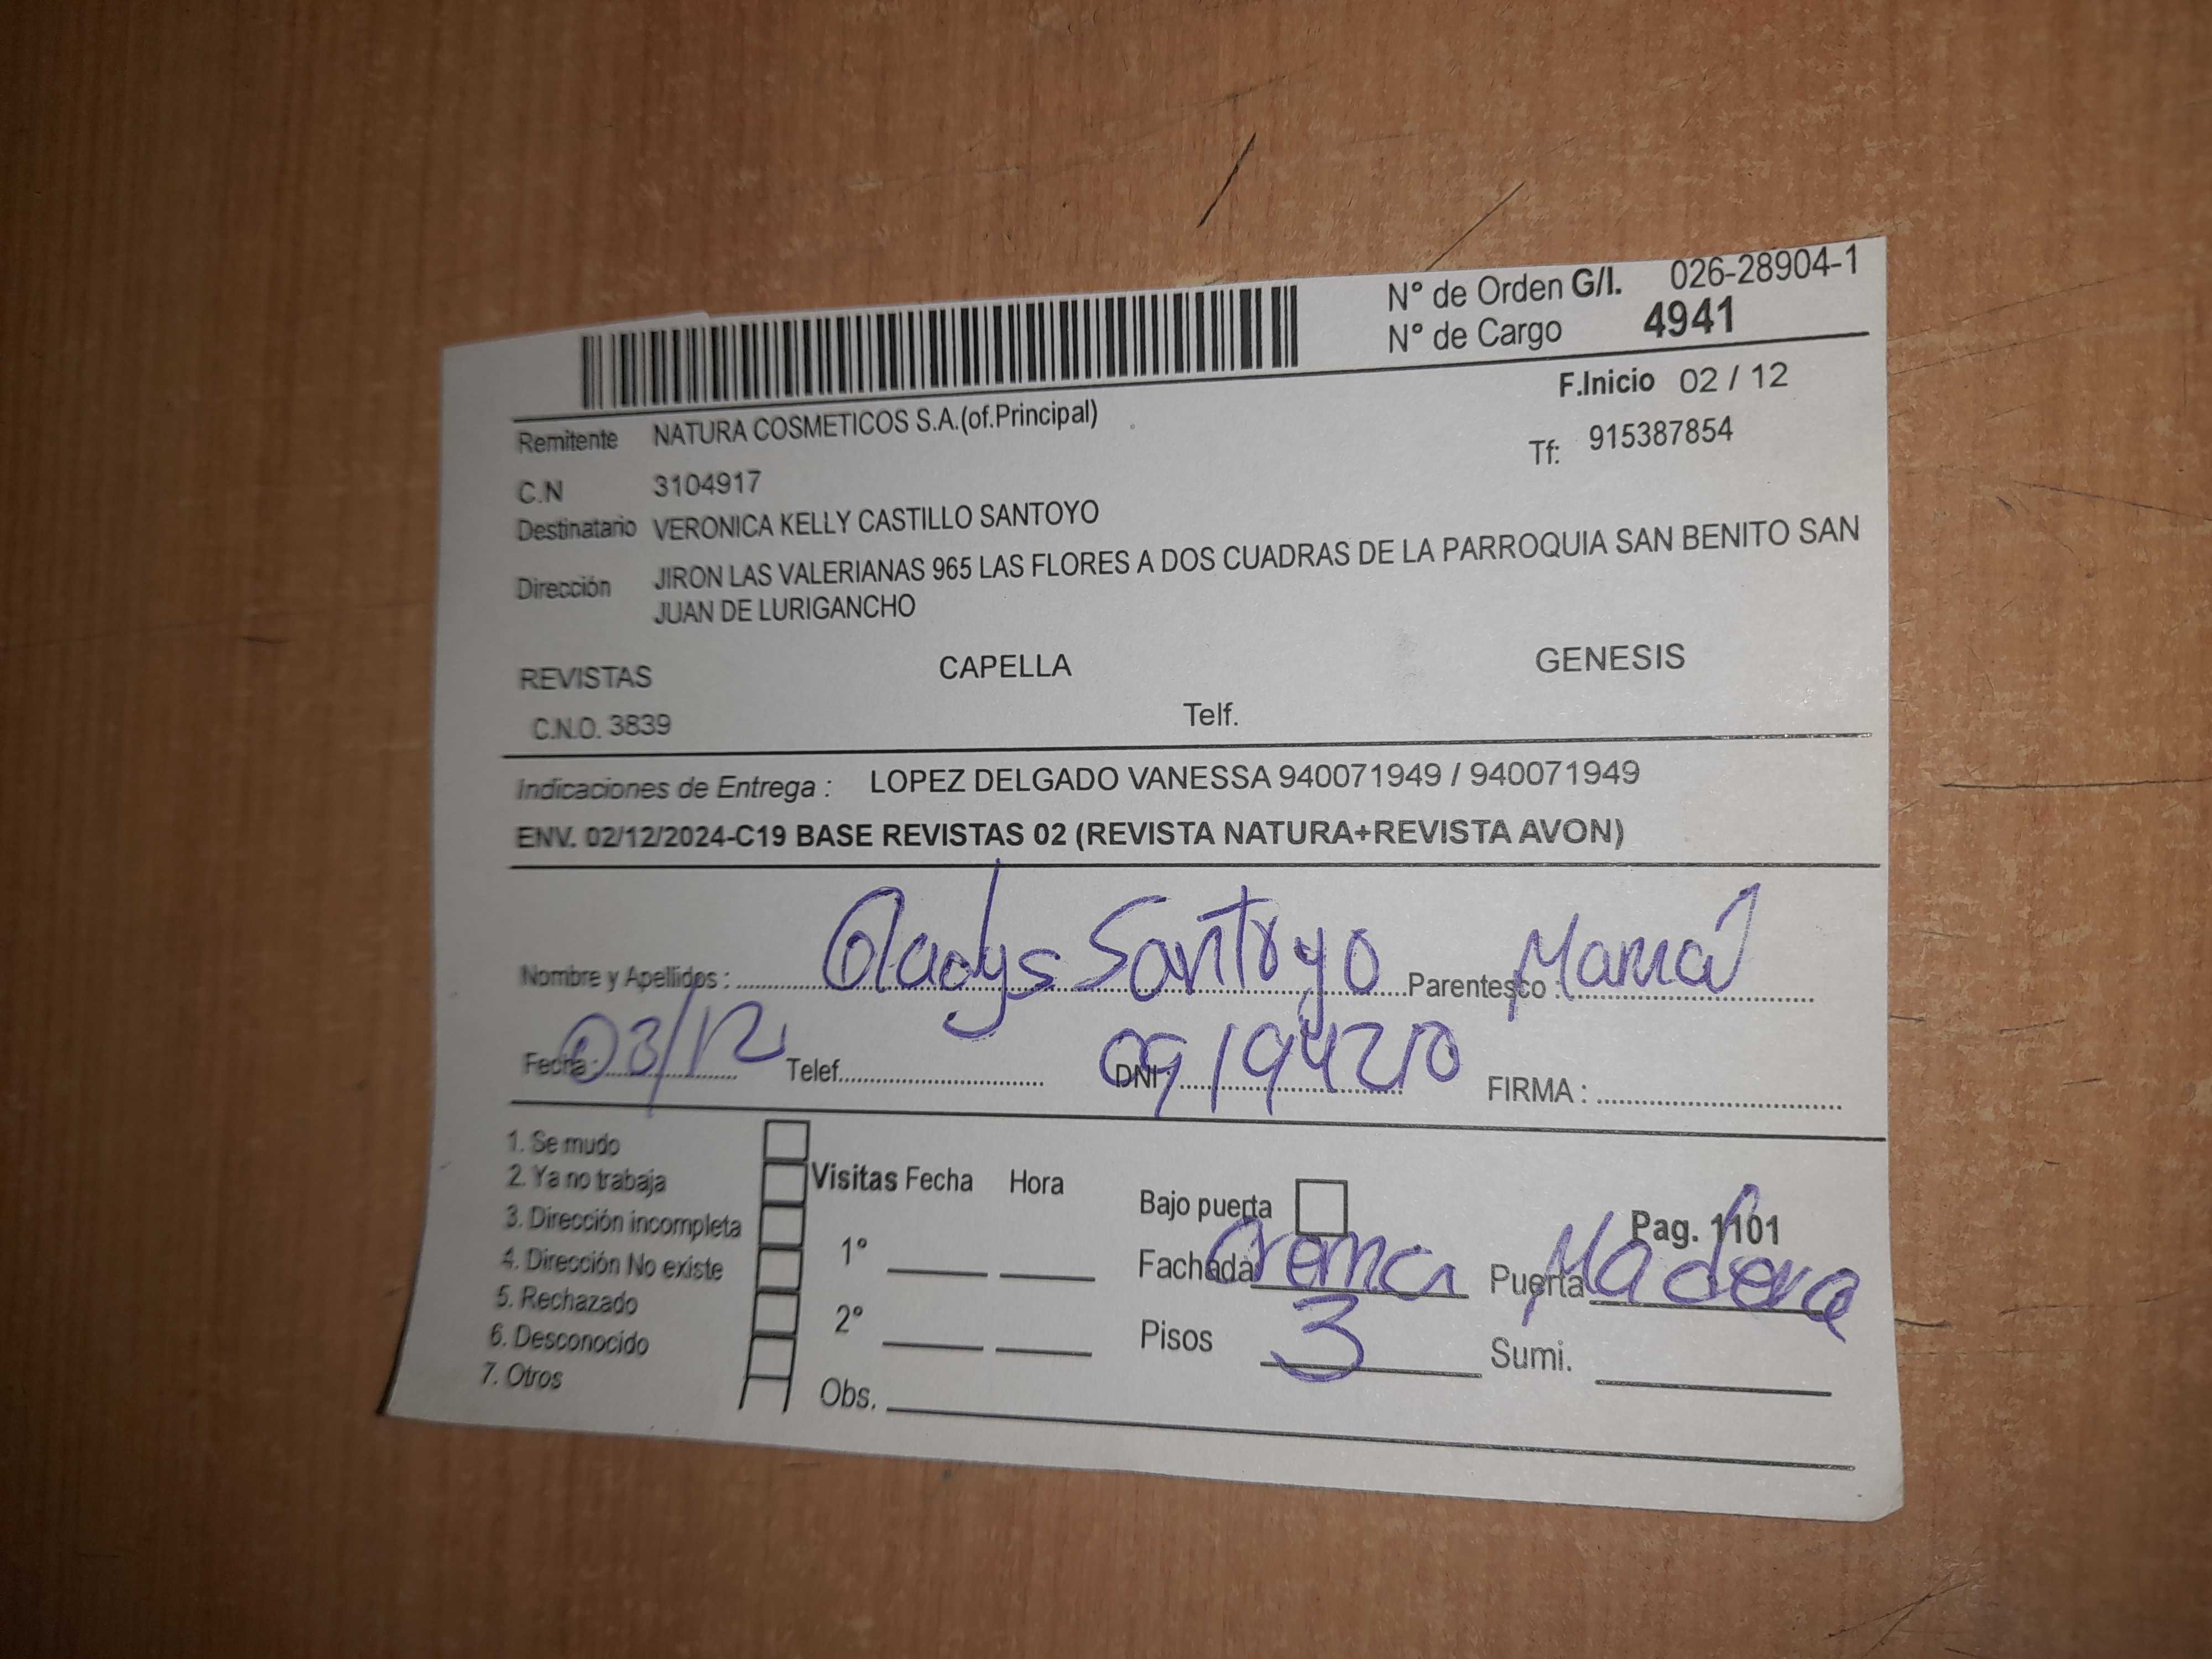 N° de Orden G/I. 026-28904-1
N° de Cargo 4941
F.Inicio 02 / 12
Remitente NATURA COSMETICOS S.A.(of.Principal)
Tf: 915387854
C.N 3104917
Destinatario VERONICA KELLY CASTILLO SANTOYO
Dirección JIRON LAS VALERIANAS 965 LAS FLORES A DOS CUADRAS DE LA PARROQUIA SAN BENITO SAN
JUAN DE LURIGANCHO
REVISTAS CAPELLA GENESIS
C.N.O. 3839 Telf.
Indicaciones de Entrega : LOPEZ DELGADO VANESSA 940071949 / 940071949
ENV. 02/12/2024-C19 BASE REVISTAS 02 (REVISTA NATURA+REVISTA AVON)
Nombre y Apellidos : Gladys Santoyo Parentesco : Mamá
Fecha : 03/12 Telef. DNI : 09194210 FIRMA :
1. Se mudo
2. Ya no trabaja Visitas Fecha Hora Bajo puerta
3. Dirección incompleta Pag. 1101
4. Dirección No existe 1° Fachada Crema Puerta Madera
5. Rechazado
6. Desconocido 2° Pisos 3 Sumi.
7. Otros Obs.